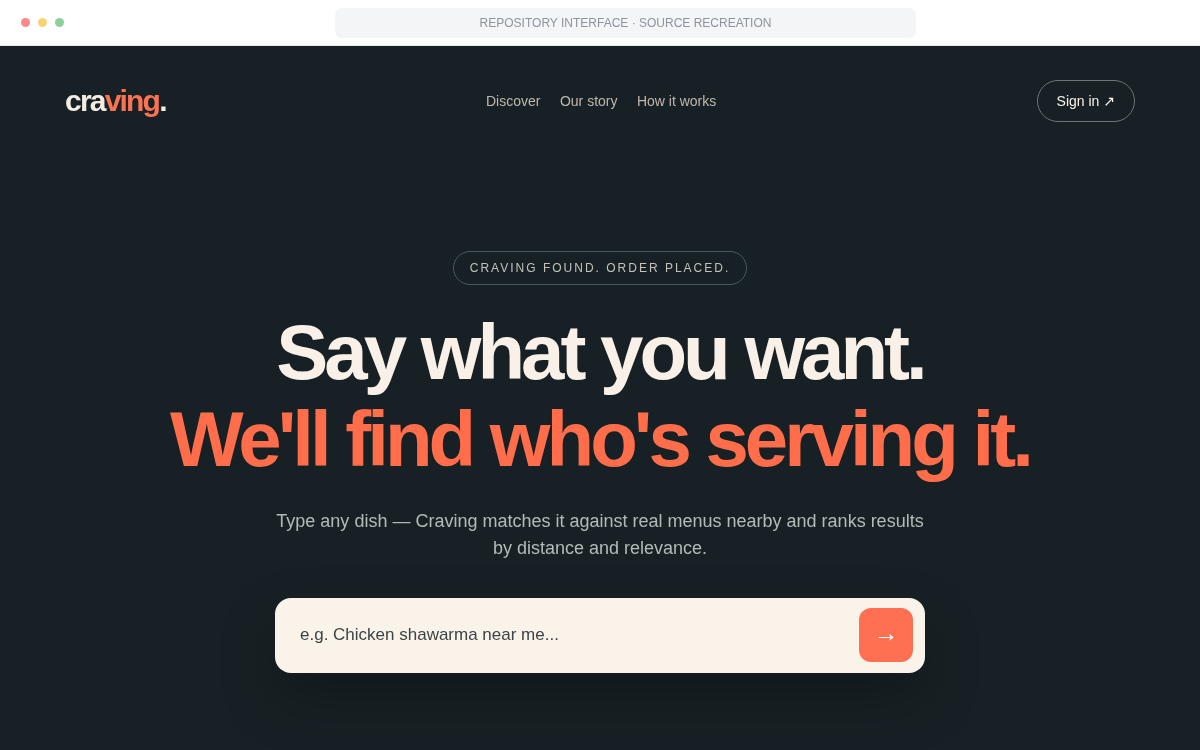 REPOSITORY INTERFACE · SOURCE RECREATION
craving.
Discover
Our story
How it works
Sign in ↗
CRAVING FOUND. ORDER PLACED.
Say what you want.
We'll find who's serving it.
Type any dish — Craving matches it against real menus nearby and ranks results
by distance and relevance.
e.g. Chicken shawarma near me...
→